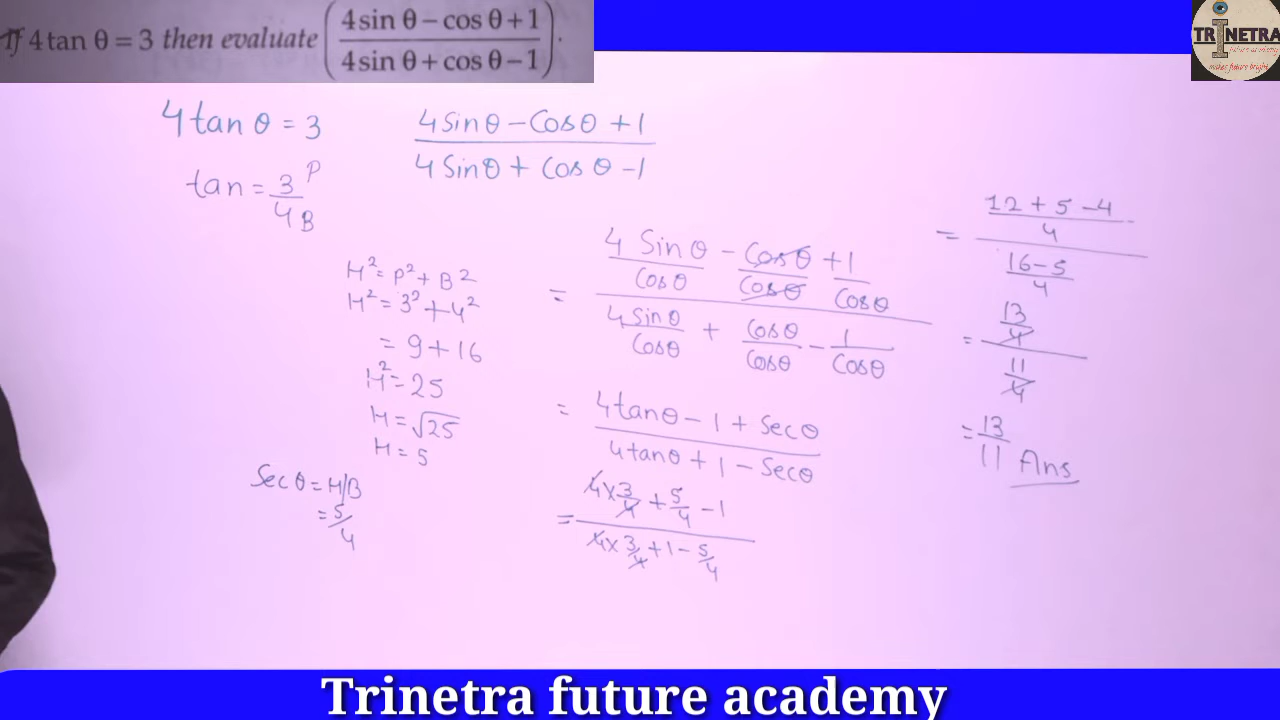 If 4 tan θ = 3 then evaluate ( (4 sin θ − cos θ + 1) / (4 sin θ + cos θ − 1) ).
TRINETRA
future academy
makes future bright
4 tan θ = 3
tan = 3/4 P B
H² = P² + B²
H² = 3² + 4²
= 9 + 16
H² = 25
H = √25
H = 5
Sec θ = H/B
= 5/4
(4 Sin θ − Cos θ + 1) / (4 Sin θ + Cos θ − 1)
= (4 Sin θ/Cos θ − Cos θ/Cos θ + 1/Cos θ) / (4 Sin θ/Cos θ + Cos θ/Cos θ − 1/Cos θ)
= (4 tan θ − 1 + Sec θ) / (4 tan θ + 1 − Sec θ)
= (4 × 3/4 + 5/4 − 1) / (4 × 3/4 + 1 − 5/4)
= ((12 + 5 − 4)/4) / ((16 − 5)/4)
= (13/4) / (11/4)
= 13/11 Ans
Trinetra future academy